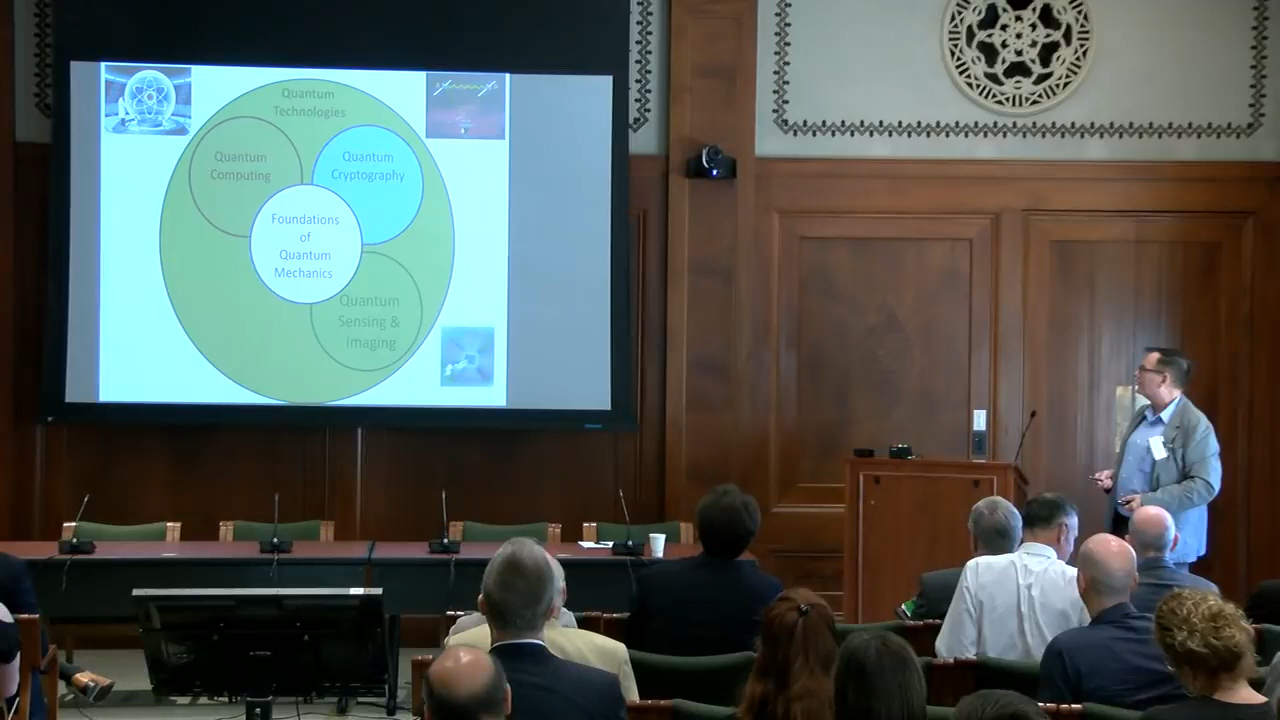 Quantum
Technologies
Quantum
Computing
Quantum
Cryptography
Foundations
of
Quantum
Mechanics
Quantum
Sensing &
Imaging